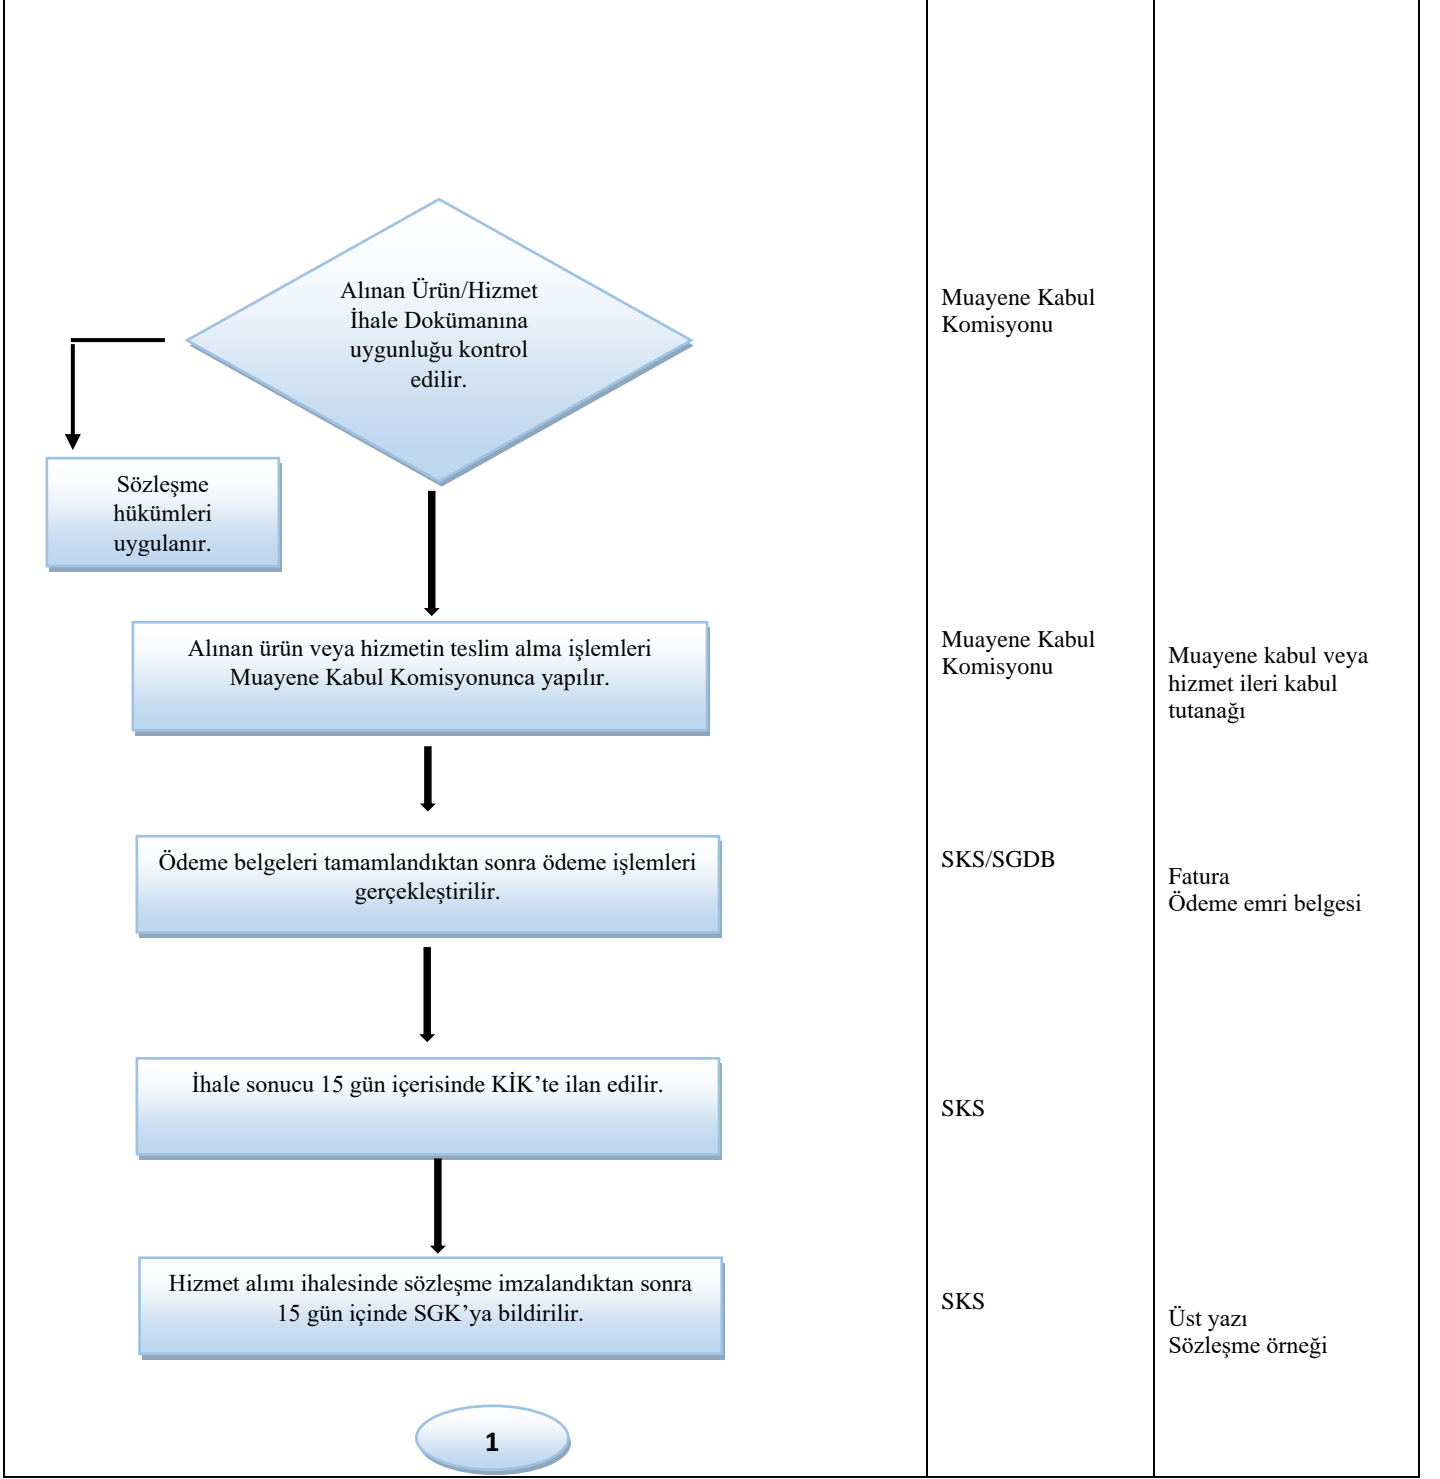 Alınan Ürün/Hizmet
İhale Dokümanına
uygunluğu kontrol
edilir.
Muayene Kabul
Komisyonu
Sözleşme
hükümleri
uygulanır.
Alınan ürün veya hizmetin teslim alma işlemleri
Muayene Kabul Komisyonunca yapılır.
Muayene Kabul
Komisyonu
Muayene kabul veya
hizmet ileri kabul
tutanağı
Ödeme belgeleri tamamlandıktan sonra ödeme işlemleri
gerçekleştirilir.
SKS/SGDB
Fatura
Ödeme emri belgesi
İhale sonucu 15 gün içerisinde KİK’te ilan edilir.
SKS
Hizmet alımı ihalesinde sözleşme imzalandıktan sonra
15 gün içinde SGK’ya bildirilir.
SKS
Üst yazı
Sözleşme örneği
1